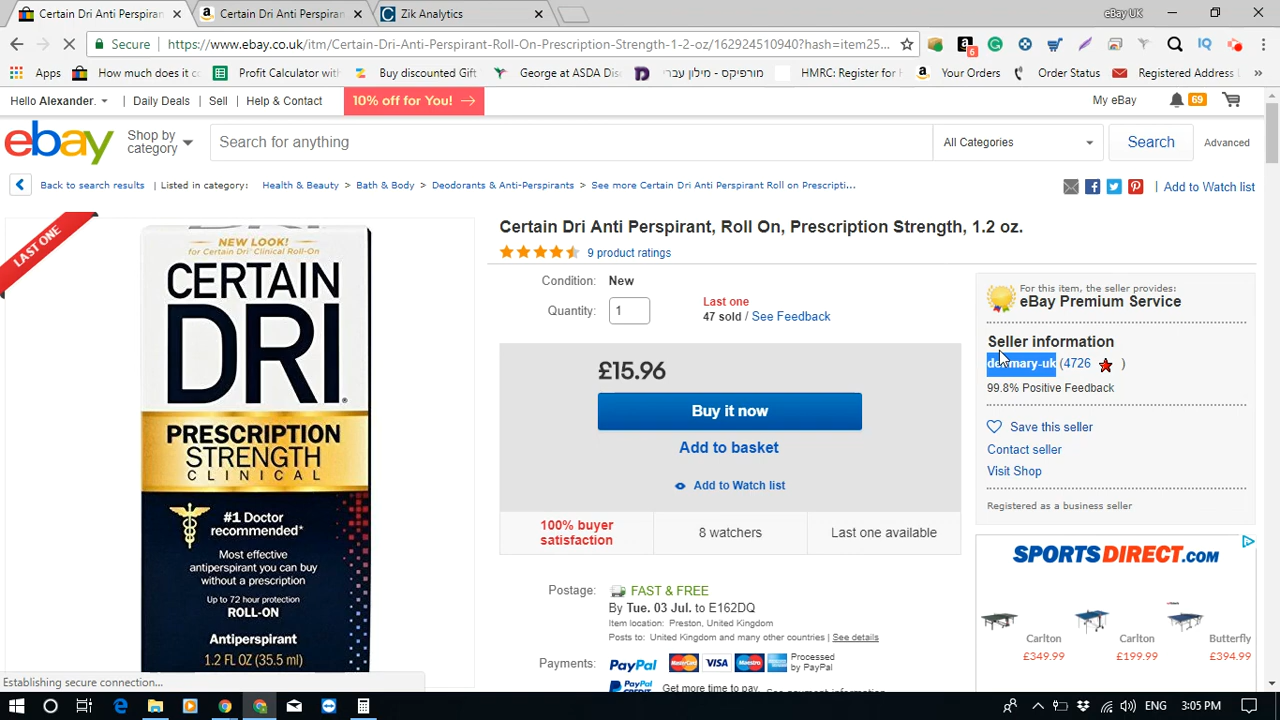 Certain Dri Anti Perspiran
Certain Dri Anti Perspiran
Zik Analytics
eBay UK
Secure
https://www.ebay.co.uk/itm/Certain-Dri-Anti-Perspirant-Roll-On-Prescription-Strength-1-2-oz/162924510940?hash=item25...
6
IQ
Apps
How much does it co
Profit Calculator with
Buy discounted Gift
George at ASDA Dis
מורפיקס - מילון עברי
HMRC: Register for H
Your Orders
Order Status
Registered Address
Hello Alexander.
Daily Deals
Sell
Help & Contact
10% off for You!
My eBay
69
ebay
Shop by
category
Search for anything
All Categories
Search
Advanced
Back to search results
Listed in category:
Health & Beauty > Bath & Body > Deodorants & Anti-Perspirants > See more Certain Dri Anti Perspirant Roll on Prescripti...
Add to Watch list
LAST ONE
NEW LOOK!
for Certain Dri Clinical Roll-On
CERTAIN
DRI
PRESCRIPTION
STRENGTH
CLINICAL
#1 Doctor
recommended*
Most effective
antiperspirant you can buy
without a prescription
Up to 72 hour protection
ROLL-ON
Antiperspirant
1.2 FL OZ (35.5 ml)
Certain Dri Anti Perspirant, Roll On, Prescription Strength, 1.2 oz.
9 product ratings
Condition: New
Quantity: 1
Last one
47 sold / See Feedback
£15.96
Buy it now
Add to basket
Add to Watch list
100% buyer
satisfaction
8 watchers
Last one available
Postage: FAST & FREE
By Tue. 03 Jul. to E162DQ
Item location: Preston, United Kingdom
Posts to: United Kingdom and many other countries | See details
Payments: PayPal MasterCard VISA Maestro
Processed
by PayPal
PayPal
CREDIT
Get more time to pay.
For this item, the seller provides:
eBay Premium Service
Seller information
(4726 )
99.8% Positive Feedback
Save this seller
Contact seller
Visit Shop
Registered as a business seller
SPORTSDIRECT.COM
Carlton
£349.99
Carlton
£199.99
Butterfly
£394.99
Establishing secure connection...
ENG
3:05 PM